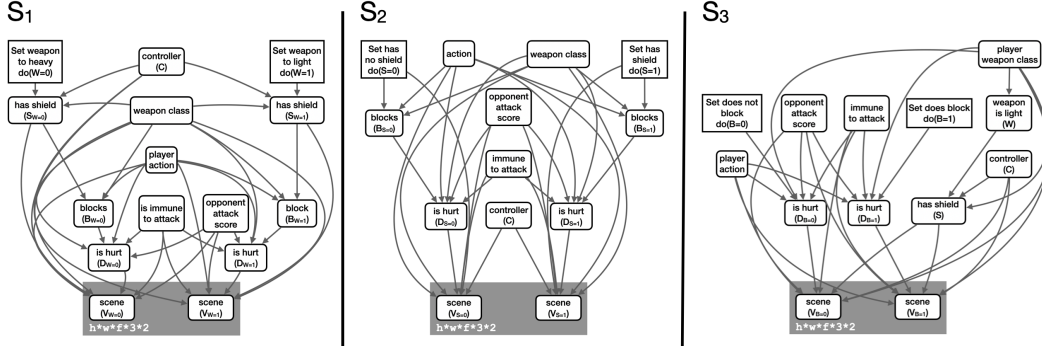 S1
Set weapon
to heavy
do(W=0)
controller
(C)
Set weapon
to light
do(W=1)
has shield
(SW=0)
weapon class
has shield
(SW=1)
player
action
blocks
(BW=0)
is immune
to attack
opponent
attack
score
block
(BW=1)
is hurt
(DW=0)
is hurt
(DW=1)
scene
(VW=0)
scene
(VW=1)
h*w*f*3*2
S2
Set has
no shield
do(S=0)
action
weapon class
Set has
shield
do(S=1)
opponent
attack
score
blocks
(BS=0)
blocks
(BS=1)
immune
to attack
is hurt
(DS=0)
controller
(C)
is hurt
(DS=1)
scene
(VS=0)
scene
(VS=1)
h*w*f*3*2
S3
player
weapon class
Set does not
block
do(B=0)
opponent
attack
score
immune
to attack
Set does block
do(B=1)
weapon
is light
(W)
player
action
controller
(C)
is hurt
(DB=0)
is hurt
(DB=1)
has shield
(S)
scene
(VB=0)
scene
(VB=1)
h*w*f*3*2